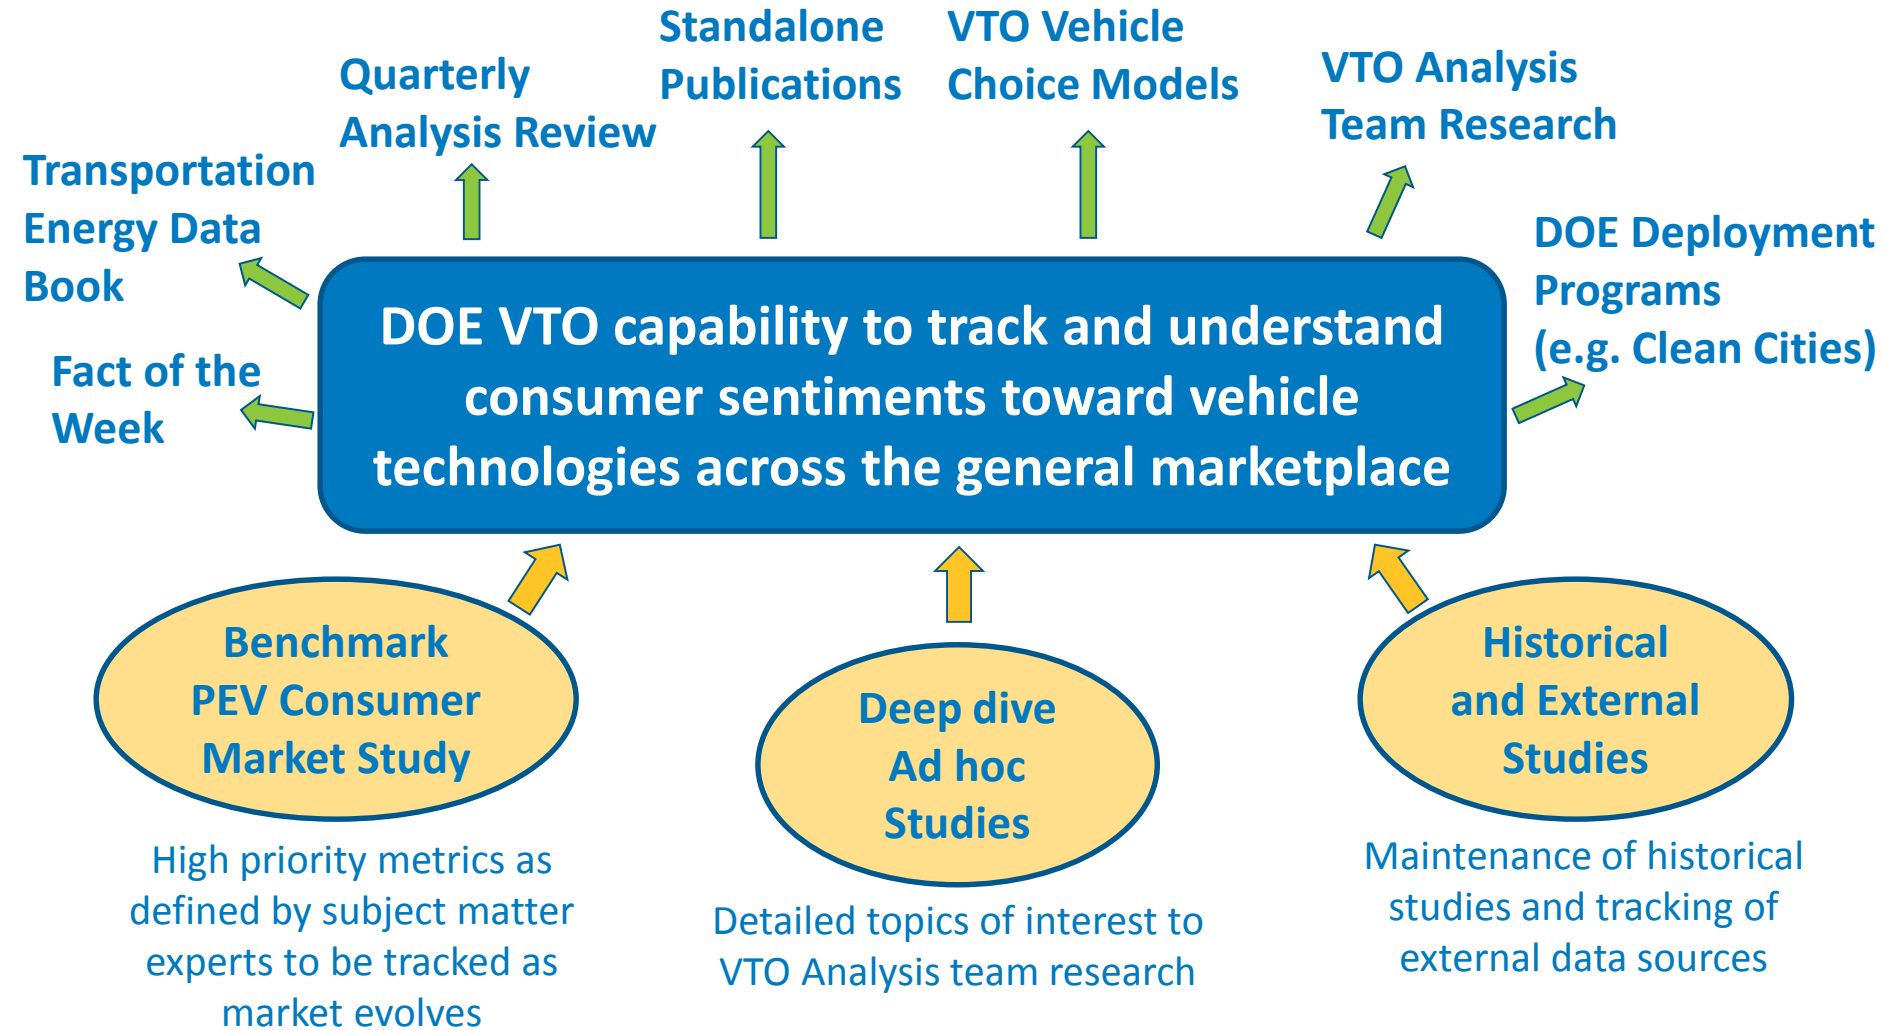 Standalone
Publications
VTO Vehicle
Choice Models
Quarterly
Analysis Review
VTO Analysis
Team Research
Transportation
Energy Data
Book
DOE Deployment
Programs
(e.g. Clean Cities)
Fact of the
Week
DOE VTO capability to track and understand
consumer sentiments toward vehicle
technologies across the general marketplace
Benchmark
PEV Consumer
Market Study
High priority metrics as
defined by subject matter
experts to be tracked as
market evolves
Deep dive
Ad hoc
Studies
Detailed topics of interest to
VTO Analysis team research
Historical
and External
Studies
Maintenance of historical
studies and tracking of
external data sources